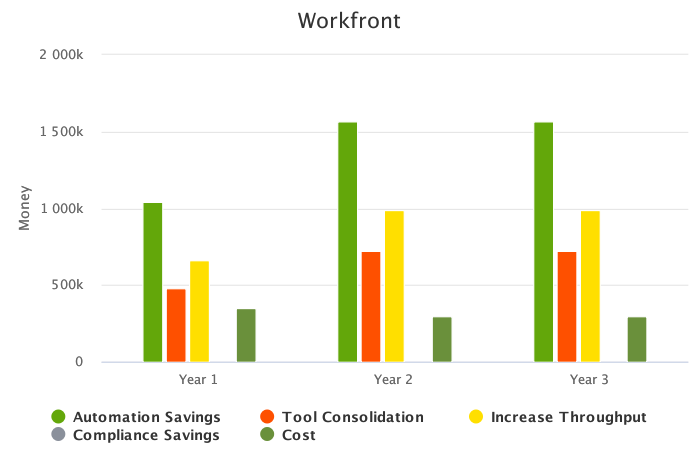 Workfront
2 000k
1 500k
1 000k
500k
0
Money
Year 1 Year 2 Year 3
Automation Savings Tool Consolidation Increase Throughput
Compliance Savings Cost